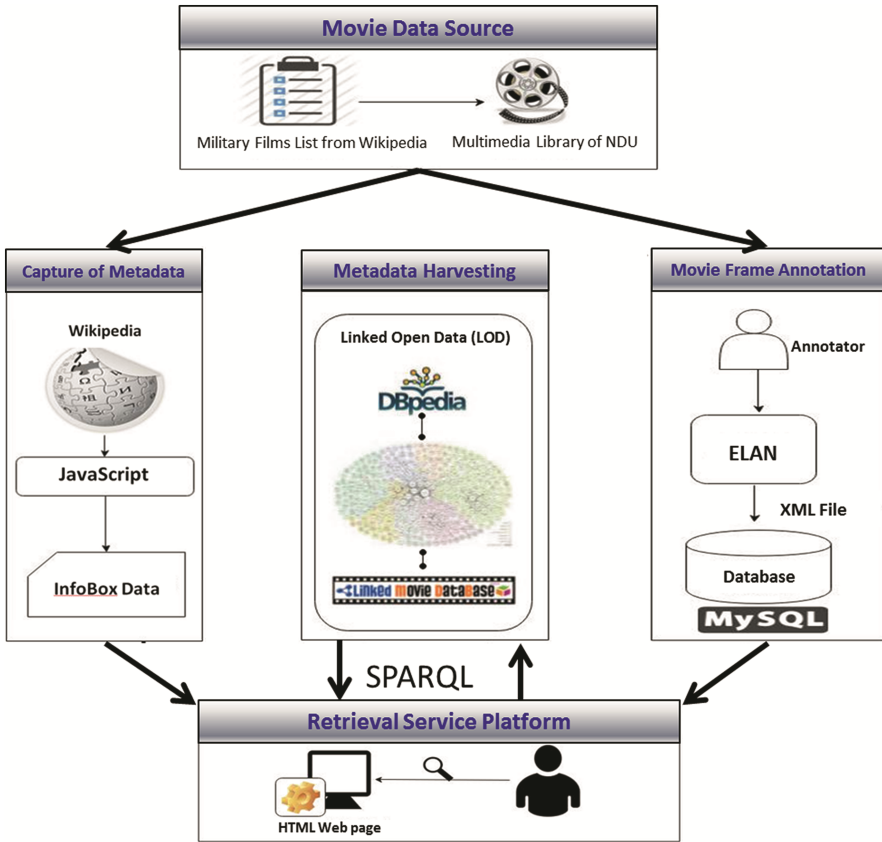 Movie Data Source
Military Films List from Wikipedia
Multimedia Library of NDU
Capture of Metadata
Wikipedia
JavaScript
InfoBox Data
Metadata Harvesting
Linked Open Data (LOD)
DBpedia
LiNked MOViE DATABASE
Movie Frame Annotation
Annotator
ELAN
XML File
Database
MySQL
SPARQL
Retrieval Service Platform
HTML Web page